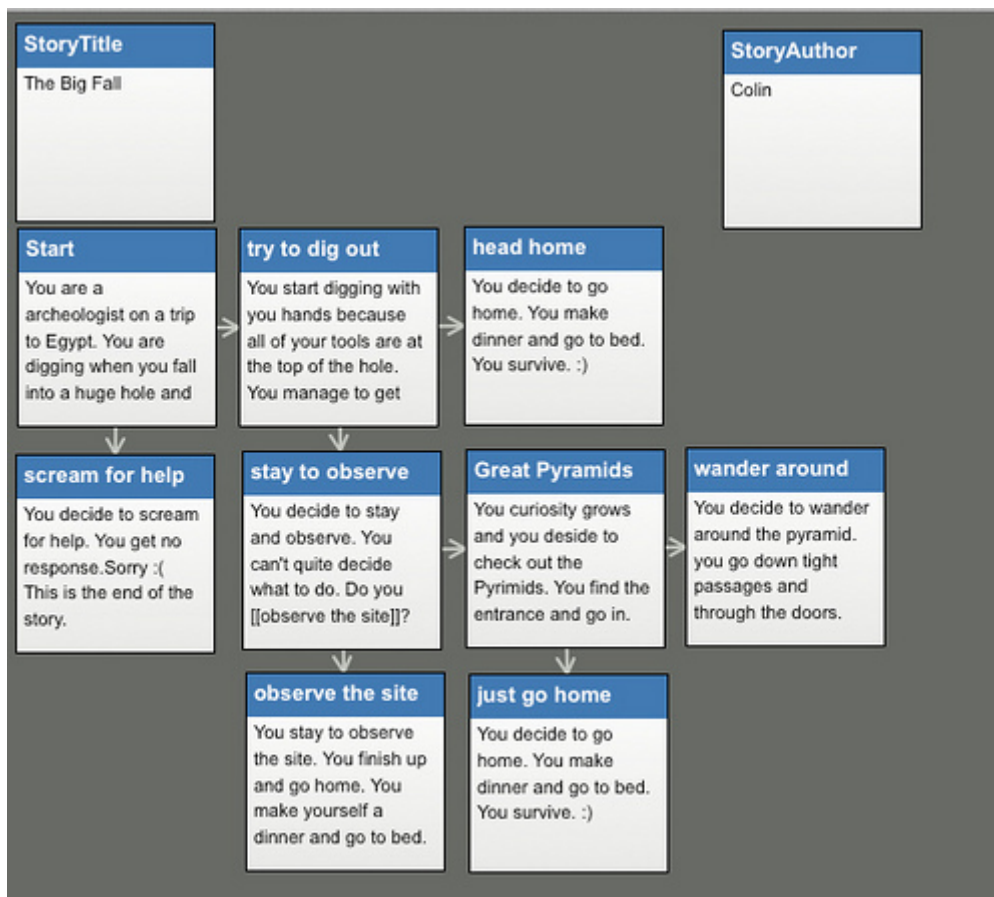 StoryTitle
The Big Fall
StoryAuthor
Colin
Start
You are a
archeologist on a trip
to Egypt. You are
digging when you fall
into a huge hole and
try to dig out
You start digging with
you hands because
all of your tools are at
the top of the hole.
You manage to get
head home
You decide to go
home. You make
dinner and go to bed.
You survive. :)
scream for help
You decide to scream
for help. You get no
response.Sorry :(
This is the end of the
story.
stay to observe
You decide to stay
and observe. You
can't quite decide
what to do. Do you
[[observe the site]]?
Great Pyramids
You curiosity grows
and you deside to
check out the
Pyrimids. You find the
entrance and go in.
wander around
You decide to wander
around the pyramid.
you go down tight
passages and
through the doors.
observe the site
You stay to observe
the site. You finish up
and go home. You
make yourself a
dinner and go to bed.
just go home
You decide to go
home. You make
dinner and go to bed.
You survive. :)